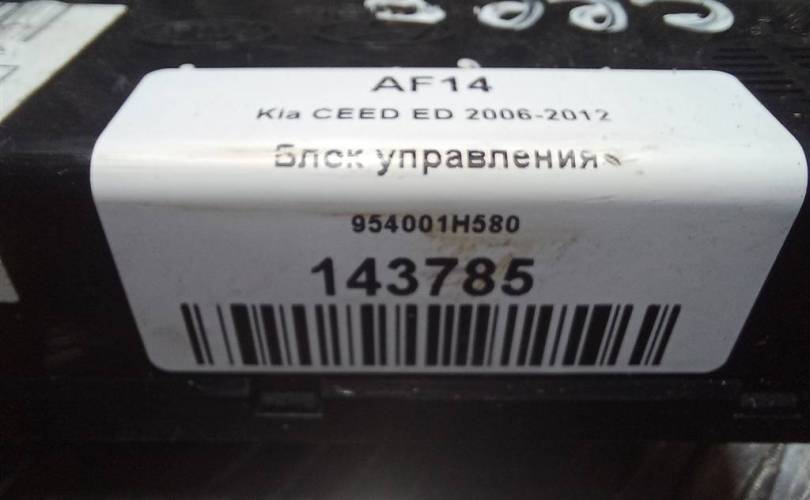 AF14
Kia CEED ED 2006-2012
Блок управления
954001H580
143785